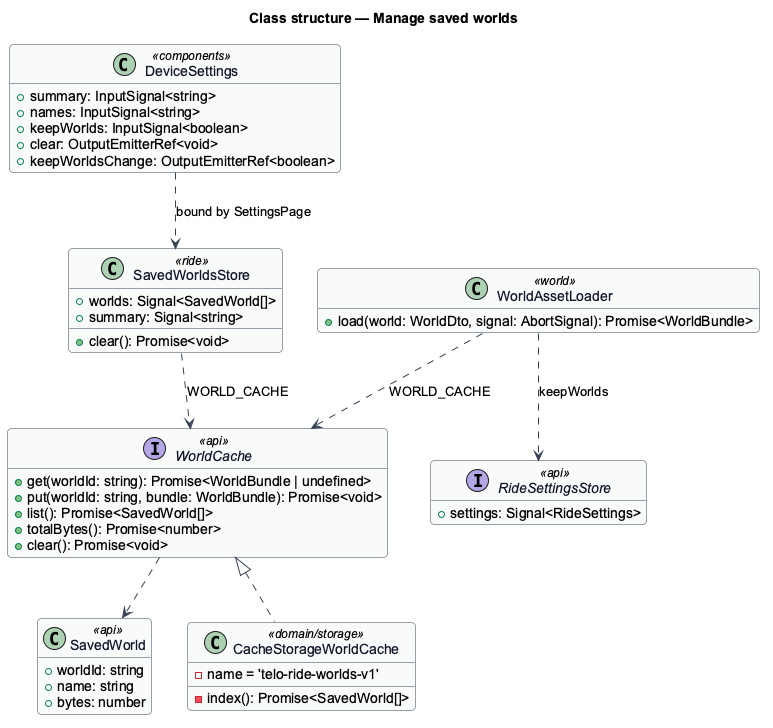 Class structure — Manage saved worlds
C
«components»
DeviceSettings
summary: InputSignal<string>
names: InputSignal<string>
keepWorlds: InputSignal<boolean>
clear: OutputEmitterRef<void>
keepWorldsChange: OutputEmitterRef<boolean>
bound by SettingsPage
C
«ride»
SavedWorldsStore
worlds: Signal<SavedWorld[]>
summary: Signal<string>
clear(): Promise<void>
C
«world»
WorldAssetLoader
load(world: WorldDto, signal: AbortSignal): Promise<WorldBundle>
WORLD_CACHE
WORLD_CACHE
keepWorlds
I
«api»
WorldCache
get(worldId: string): Promise<WorldBundle | undefined>
put(worldId: string, bundle: WorldBundle): Promise<void>
list(): Promise<SavedWorld[]>
totalBytes(): Promise<number>
clear(): Promise<void>
I
«api»
RideSettingsStore
settings: Signal<RideSettings>
C
«api»
SavedWorld
worldId: string
name: string
bytes: number
C
«domain/storage»
CacheStorageWorldCache
name = 'telo-ride-worlds-v1'
index(): Promise<SavedWorld[]>